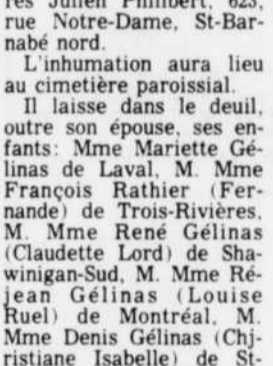 res Julien Philibert, 623,
rue Notre-Dame, St-Bar-
nabé nord.
L'inhumation aura lieu
au cimetière paroissial.
Il laisse dans le deuil,
outre son épouse, ses en-
fants: Mme Mariette Gé-
linas de Laval, M. Mme
François Rathier (Fer-
nande) de Trois-Rivières,
M. Mme René Gélinas
(Claudette Lord) de Sha-
winigan-Sud, M. Mme Ré-
jean Gélinas (Louise
Ruel) de Montréal, M.
Mme Denis Gélinas (Chj-
ristiane Isabelle) de St-